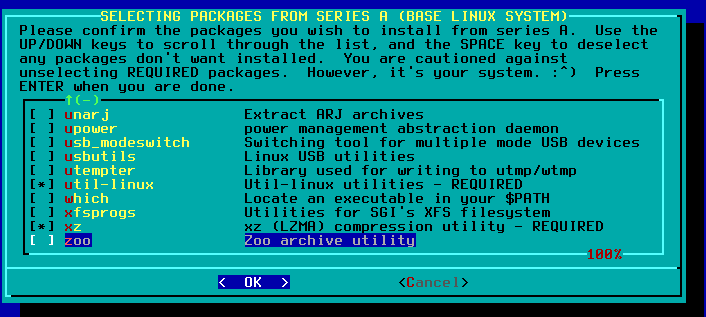 SELECTING PACKAGES FROM SERIES A (BASE LINUX SYSTEM)
Please confirm the packages you wish to install from series A.  Use the
UP/DOWN keys to scroll through the list, and the SPACE key to deselect
any packages don't want installed.  You are cautioned against
unselecting REQUIRED packages.  However, it's your system. :^)  Press
ENTER when you are done.
↑(-)
[ ] unarj Extract ARJ archives
[ ] upower power management abstraction daemon
[ ] usb_modeswitch Switching tool for multiple mode USB devices
[ ] usbutils Linux USB utilities
[ ] utempter Library used for writing to utmp/wtmp
[*] util-linux Util-linux utilities - REQUIRED
[ ] which Locate an executable in your $PATH
[ ] xfsprogs Utilities for SGI's XFS filesystem
[*] xz xz (LZMA) compression utility - REQUIRED
[ ] zoo Zoo archive utility
100%
< OK > <Cancel>